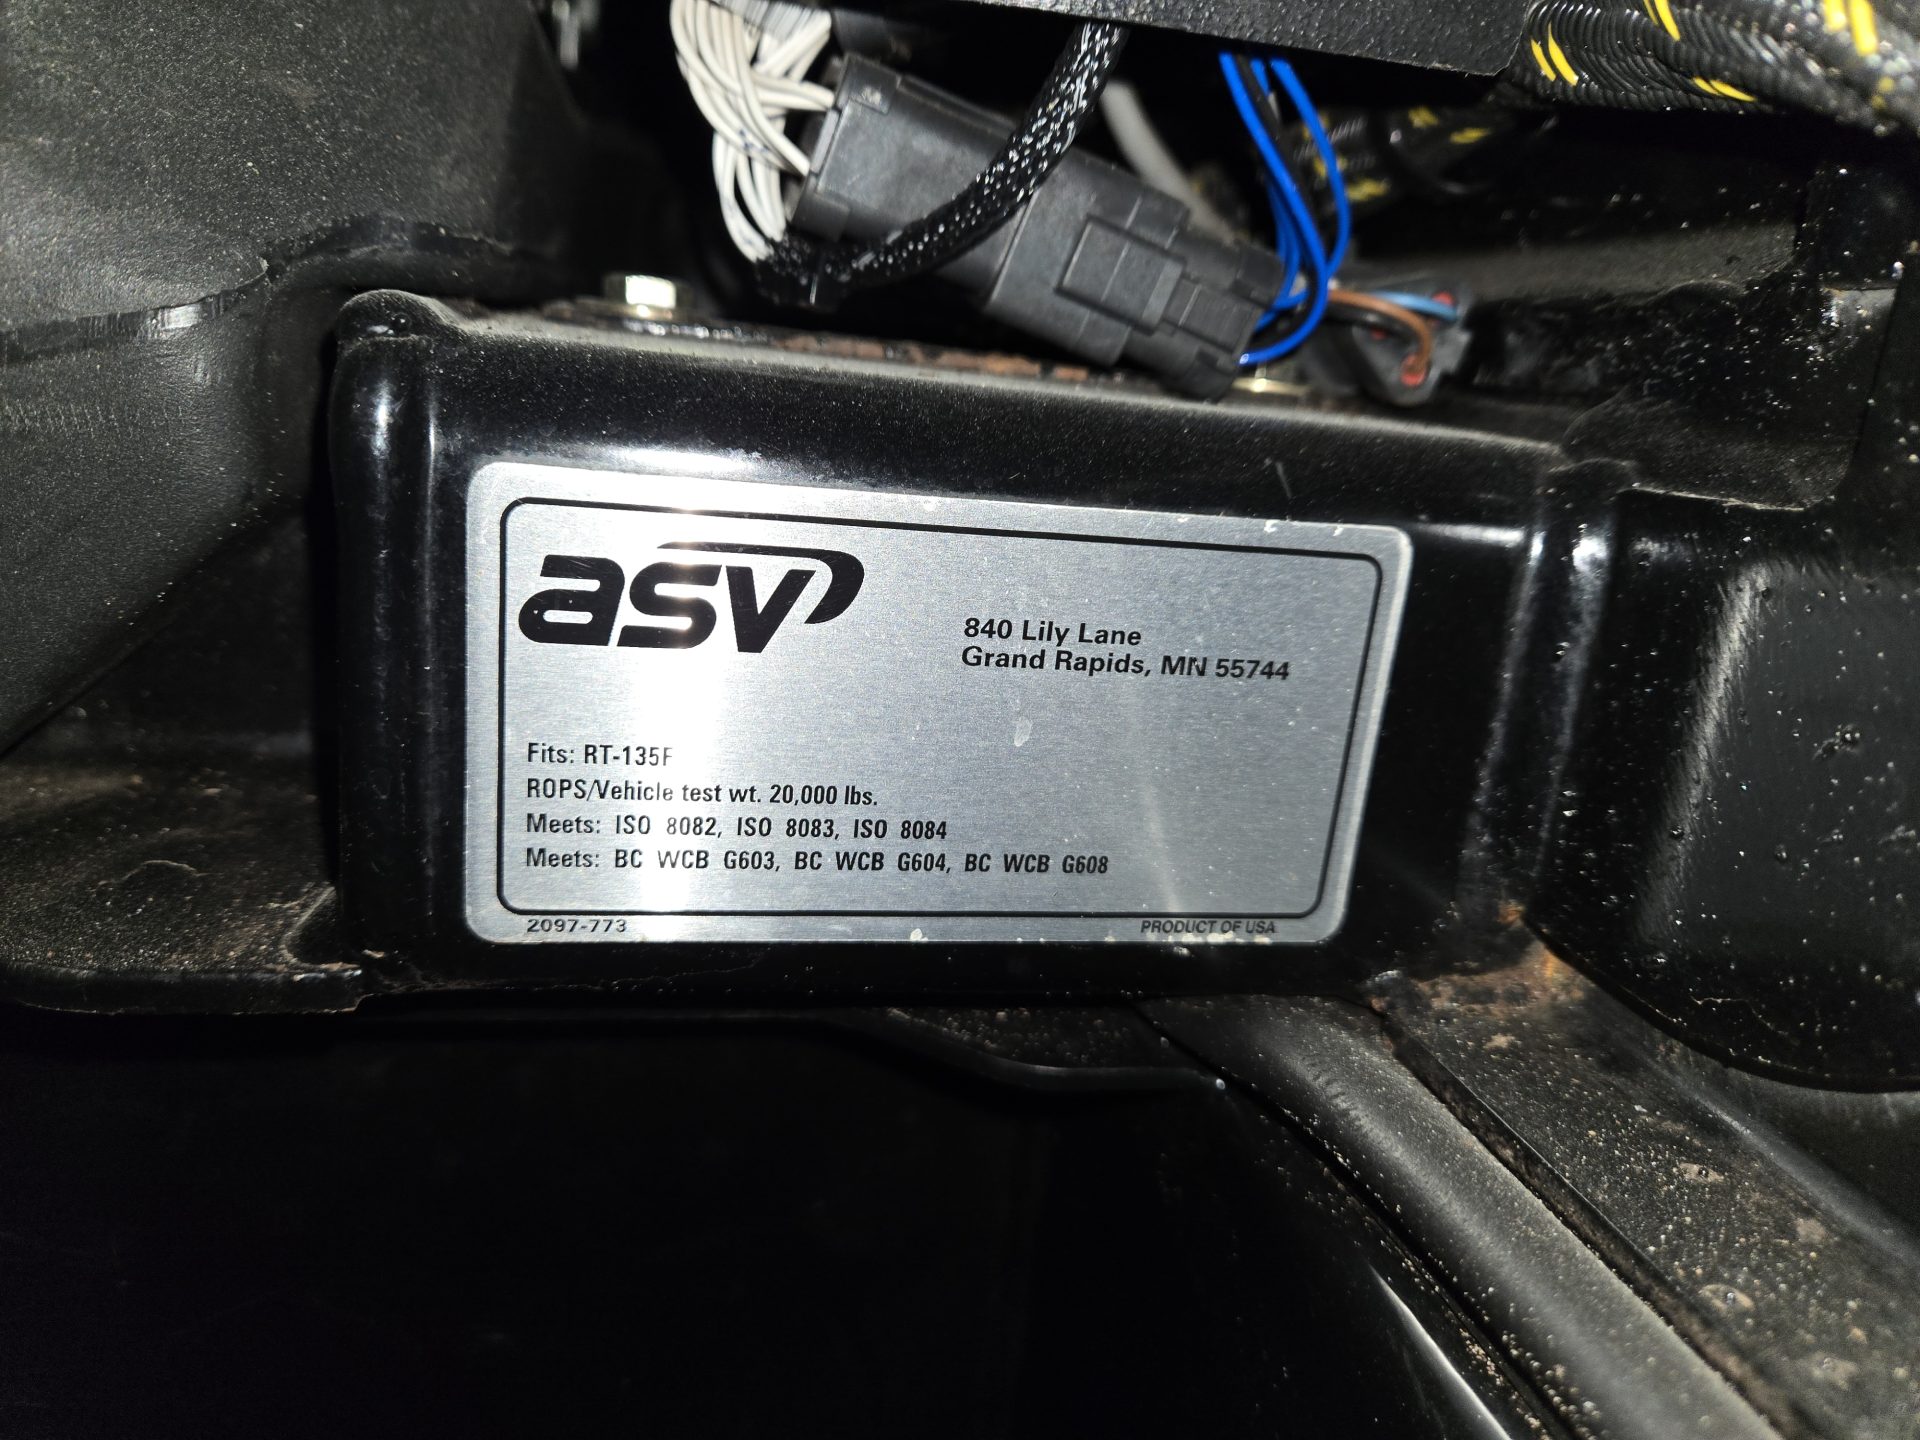 asv
840 Lily Lane
Grand Rapids, MN 55744
Fits: RT-135F
ROPS/Vehicle test wt. 20,000 lbs.
Meets: ISO 8082, ISO 8083, ISO 8084
Meets: BC WCB G603, BC WCB G604, BC WCB G608
2097-773
PRODUCT OF USA